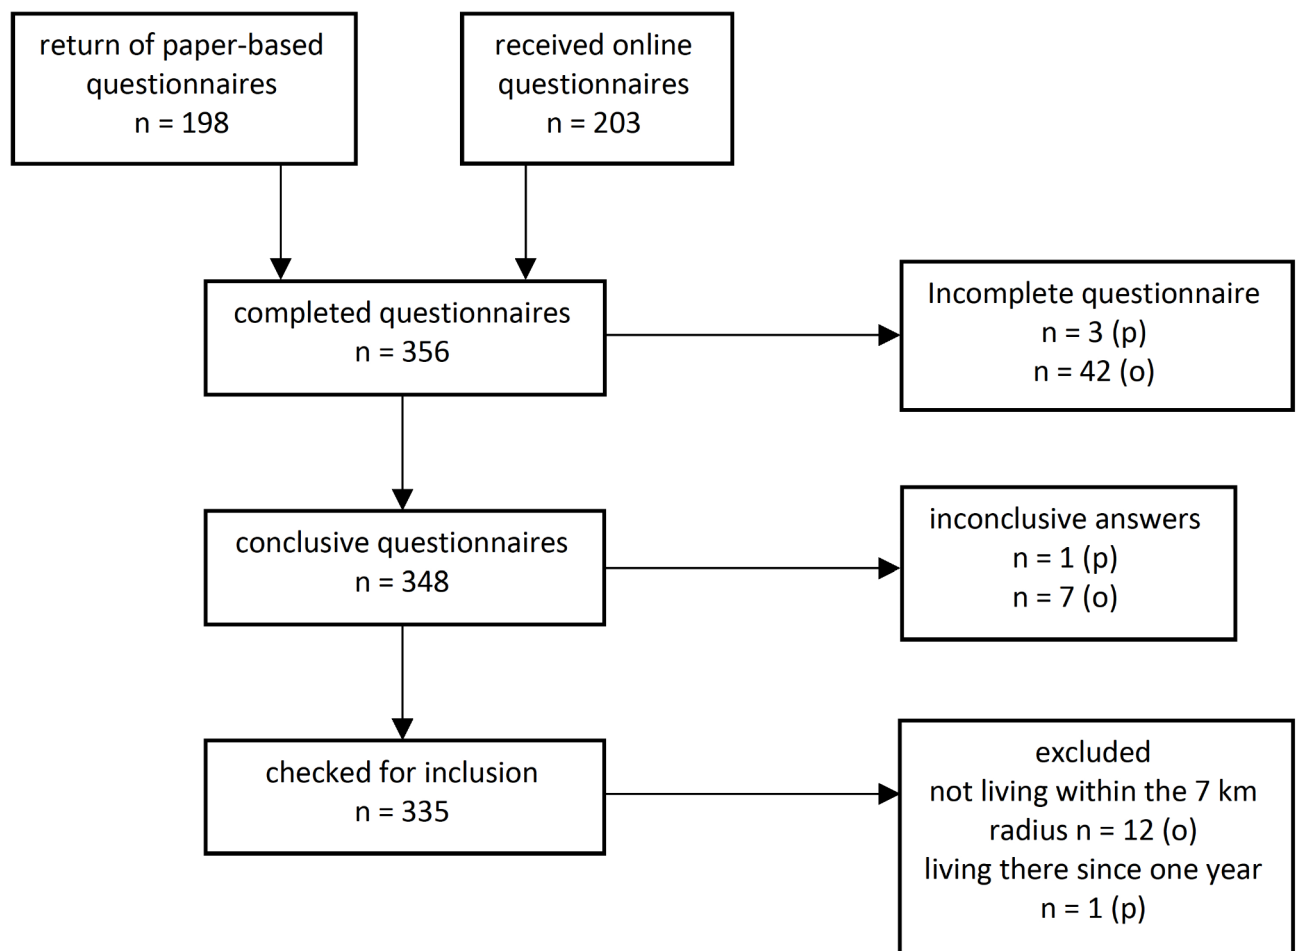 return of paper-based
questionnaires
n = 198
received online
questionnaires
n = 203
completed questionnaires
n = 356
Incomplete questionnaire
n = 3 (p)
n = 42 (o)
conclusive questionnaires
n = 348
inconclusive answers
n = 1 (p)
n = 7 (o)
checked for inclusion
n = 335
excluded
not living within the 7 km
radius n = 12 (o)
living there since one year
n = 1 (p)